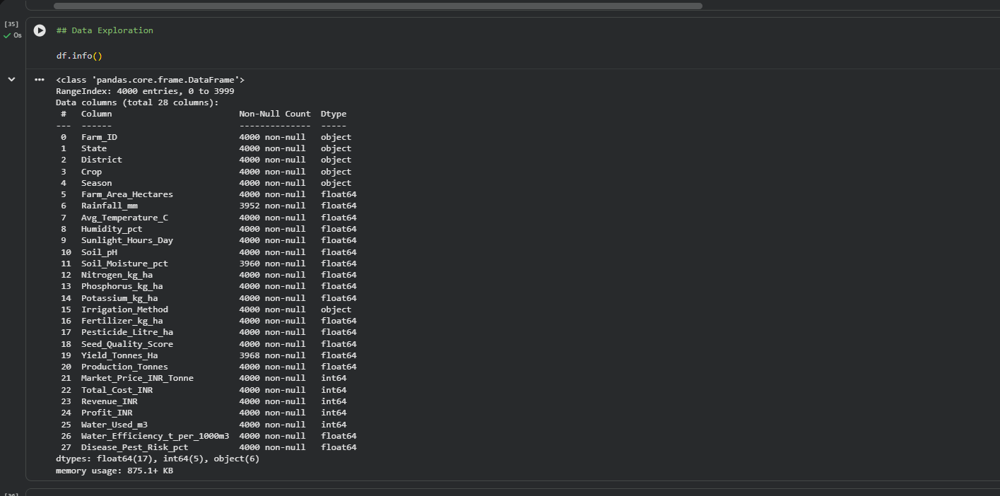 [35]
0s
## Data Exploration
df.info()
<class 'pandas.core.frame.DataFrame'>
RangeIndex: 4000 entries, 0 to 3999
Data columns (total 28 columns):
 #   Column                         Non-Null Count  Dtype
---  ------                         --------------  -----
 0   Farm_ID                        4000 non-null   object
 1   State                          4000 non-null   object
 2   District                       4000 non-null   object
 3   Crop                           4000 non-null   object
 4   Season                         4000 non-null   object
 5   Farm_Area_Hectares             4000 non-null   float64
 6   Rainfall_mm                    3952 non-null   float64
 7   Avg_Temperature_C              4000 non-null   float64
 8   Humidity_pct                   4000 non-null   float64
 9   Sunlight_Hours_Day             4000 non-null   float64
 10  Soil_pH                        4000 non-null   float64
 11  Soil_Moisture_pct              3960 non-null   float64
 12  Nitrogen_kg_ha                 4000 non-null   float64
 13  Phosphorus_kg_ha               4000 non-null   float64
 14  Potassium_kg_ha                4000 non-null   float64
 15  Irrigation_Method              4000 non-null   object
 16  Fertilizer_kg_ha               4000 non-null   float64
 17  Pesticide_Litre_ha             4000 non-null   float64
 18  Seed_Quality_Score             4000 non-null   float64
 19  Yield_Tonnes_Ha                3968 non-null   float64
 20  Production_Tonnes              4000 non-null   float64
 21  Market_Price_INR_Tonne         4000 non-null   int64
 22  Total_Cost_INR                 4000 non-null   int64
 23  Revenue_INR                    4000 non-null   int64
 24  Profit_INR                     4000 non-null   int64
 25  Water_Used_m3                  4000 non-null   int64
 26  Water_Efficiency_t_per_1000m3  4000 non-null   float64
 27  Disease_Pest_Risk_pct          4000 non-null   float64
dtypes: float64(17), int64(5), object(6)
memory usage: 875.1+ KB